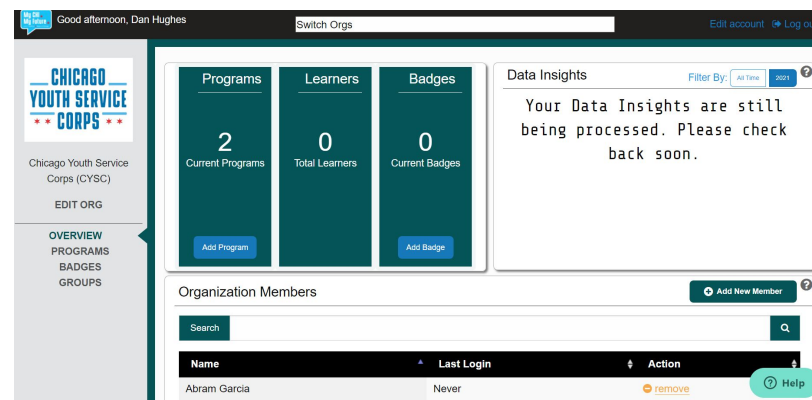 My CHI
My Future
Good afternoon, Dan Hughes
Switch Orgs
Edit account
Log ou
CHICAGO
YOUTH SERVICE
CORPS
Chicago Youth Service
Corps (CYSC)
EDIT ORG
OVERVIEW
PROGRAMS
BADGES
GROUPS
Programs
2
Current Programs
Add Program
Learners
0
Total Learners
Badges
0
Current Badges
Add Badge
Data Insights
Filter By:
All Time
2021
?
Your Data Insights are still
being processed. Please check
back soon.
Organization Members
Add New Member
?
Search
Name
Last Login
Action
Abram Garcia
Never
remove
? Help